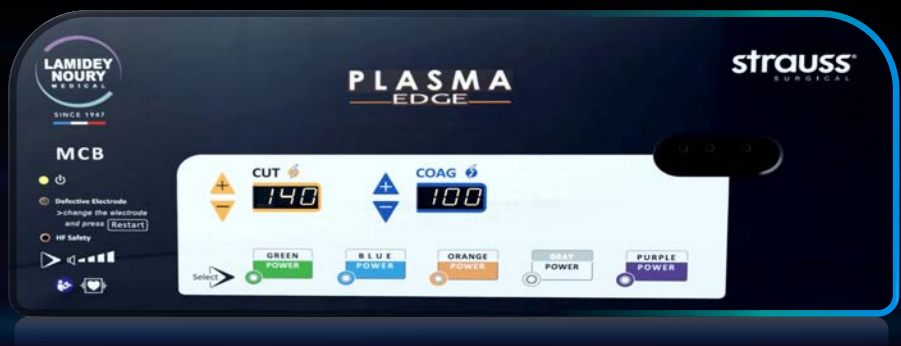 LAMIDEY
NOURY
MEDICAL
SINCE 1947
PLASMA
EDGE
strauss
SURGICAL
MCB
Defective Electrode
>change the electrode
and press Restart
HF Safety
CUT
140
COAG
100
Select
GREEN
POWER
BLUE
POWER
ORANGE
POWER
GRAY
POWER
PURPLE
POWER